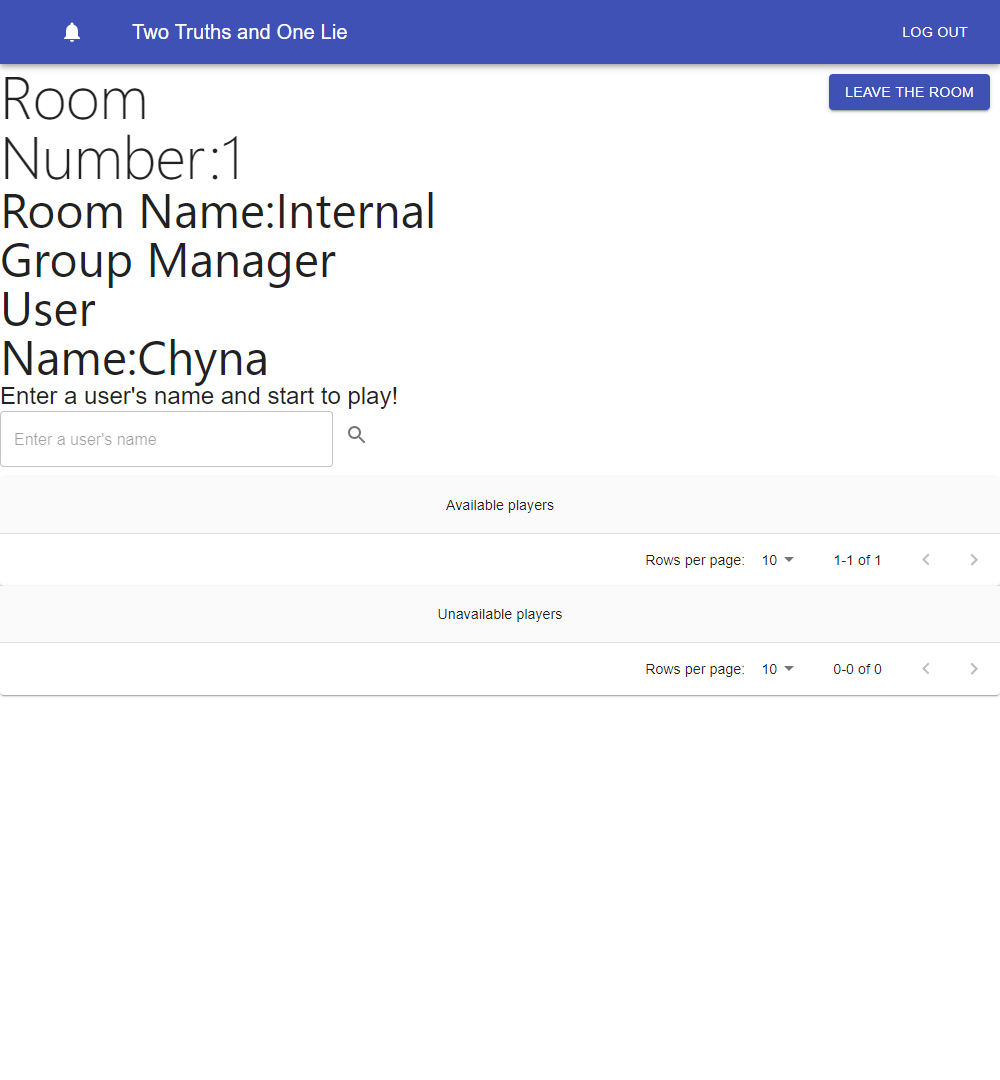 Two Truths and One Lie
LOG OUT
Room
LEAVE THE ROOM
Number:1
Room Name:Internal
Group Manager
User
Name:Chyna
Enter a user's name and start to play!
Enter a user's name
Available players
Rows per page: 10 1-1 of 1
Unavailable players
Rows per page: 10 0-0 of 0